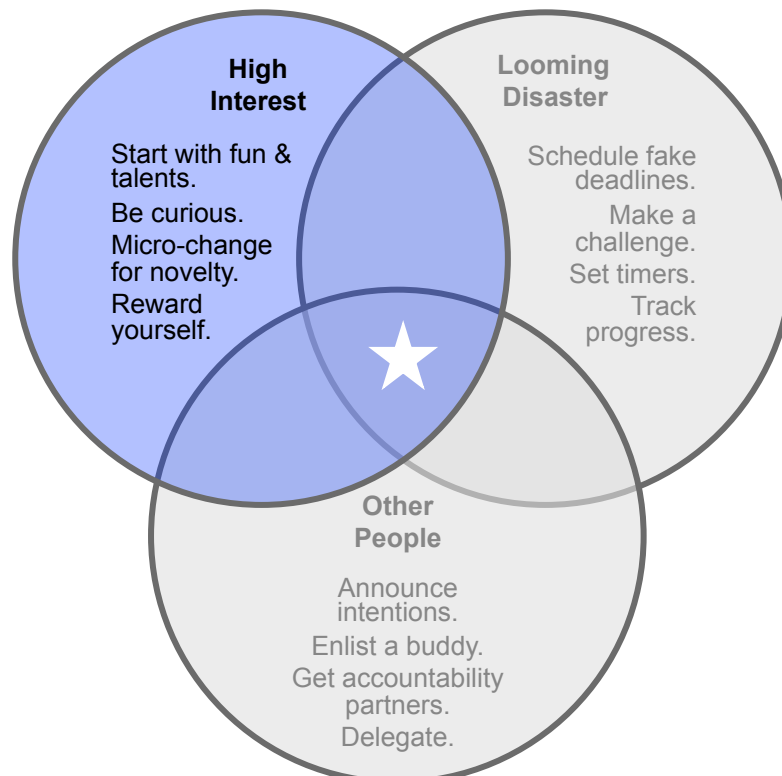 High
Interest
Start with fun &
talents.
Be curious.
Micro-change
for novelty.
Reward
yourself.
Looming
Disaster
Schedule fake
deadlines.
Make a
challenge.
Set timers.
Track
progress.
Other
People
Announce
intentions.
Enlist a buddy.
Get accountability
partners.
Delegate.